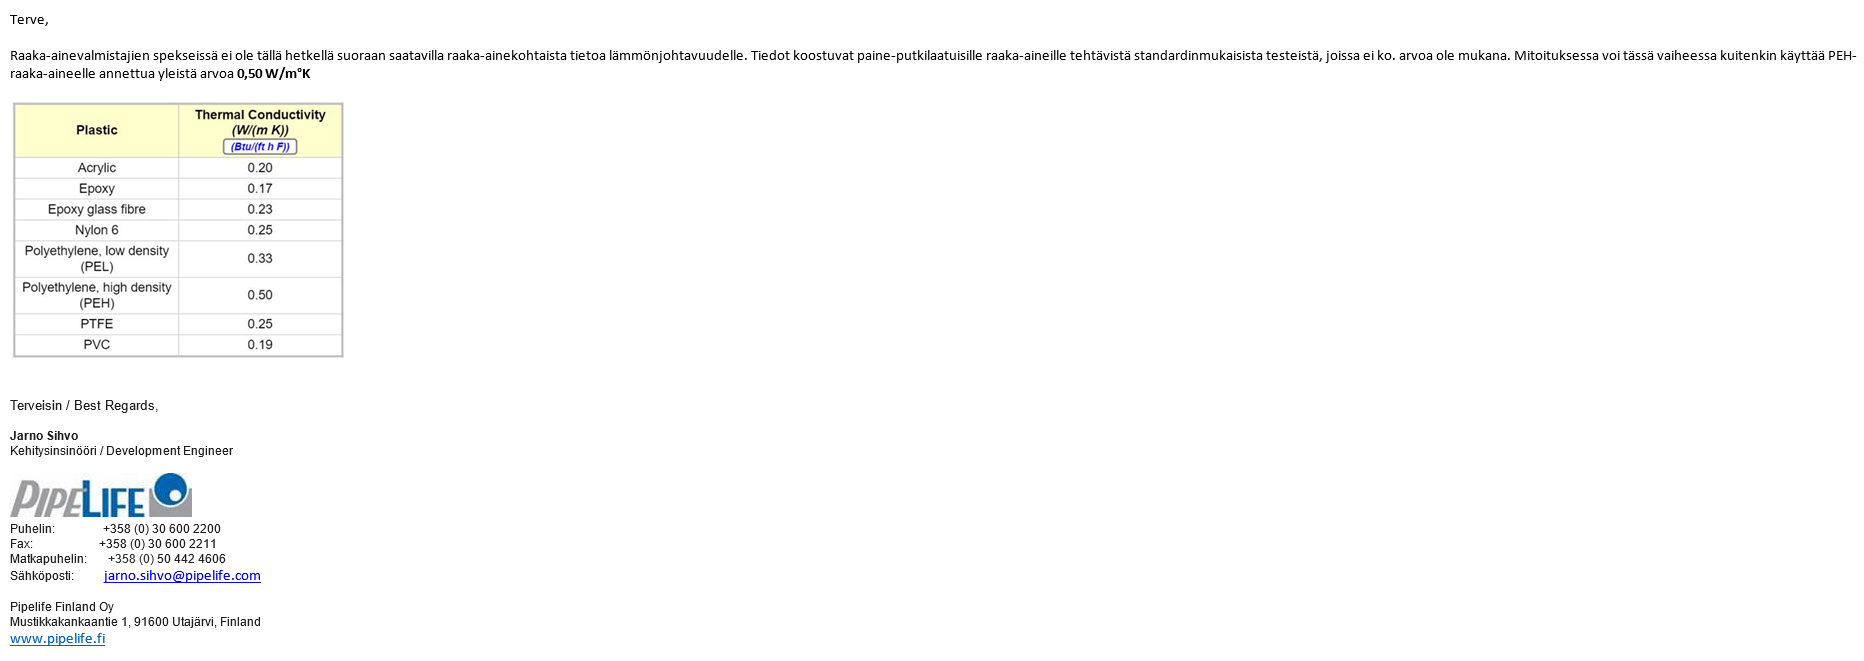 Terve,
Raaka-ainevalmistajien spekseissä ei ole tällä hetkellä suoraan saatavilla raaka-ainekohtaista tietoa lämmönjohtavuudelle. Tiedot koostuvat paine-putkilaatuisille raaka-aineille tehtävistä standardinmukaisista testeistä, joissa ei ko. arvoa ole mukana. Mitoituksessa voi tässä vaiheessa kuitenkin käyttää PEH-
raaka-aineelle annettua yleistä arvoa 0,50 W/m°K
Plastic Thermal Conductivity
(W/(m K))
(Btu/(ft h F))
Acrylic 0.20
Epoxy 0.17
Epoxy glass fibre 0.23
Nylon 6 0.25
Polyethylene, low density
(PEL) 0.33
Polyethylene, high density
(PEH) 0.50
PTFE 0.25
PVC 0.19
Terveisin / Best Regards,
Jarno Sihvo
Kehitysinsinööri / Development Engineer
PIPELIFE
Puhelin: +358 (0) 30 600 2200
Fax: +358 (0) 30 600 2211
Matkapuhelin: +358 (0) 50 442 4606
Sähköposti: jarno.sihvo@pipelife.com
Pipelife Finland Oy
Mustikkakankaantie 1, 91600 Utajärvi, Finland
www.pipelife.fi